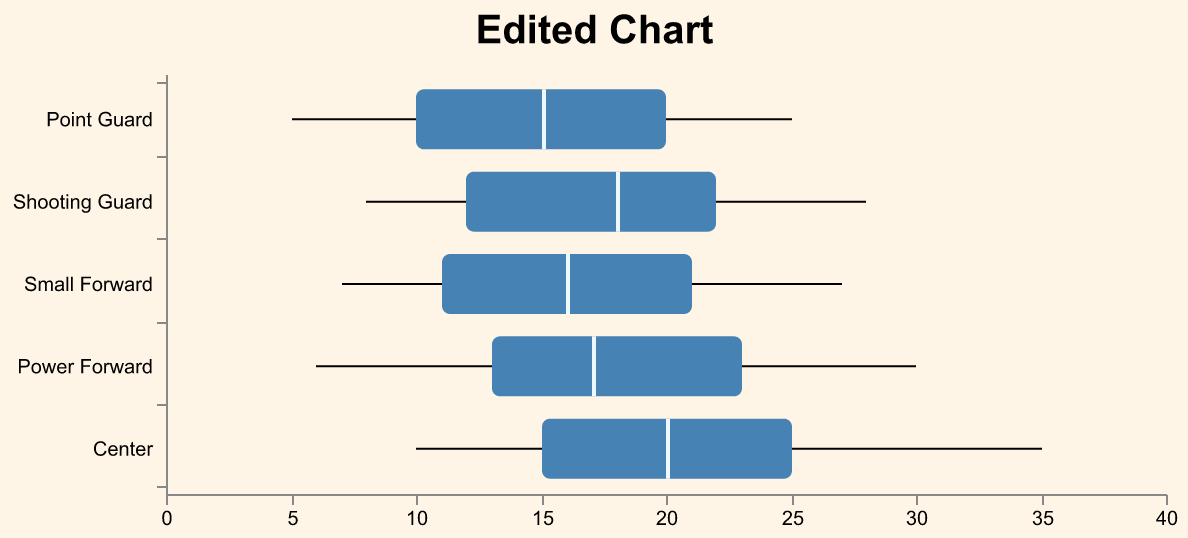 Edited Chart
Point Guard
Shooting Guard
Small Forward
Power Forward
Center
0 5 10 15 20 25 30 35 40